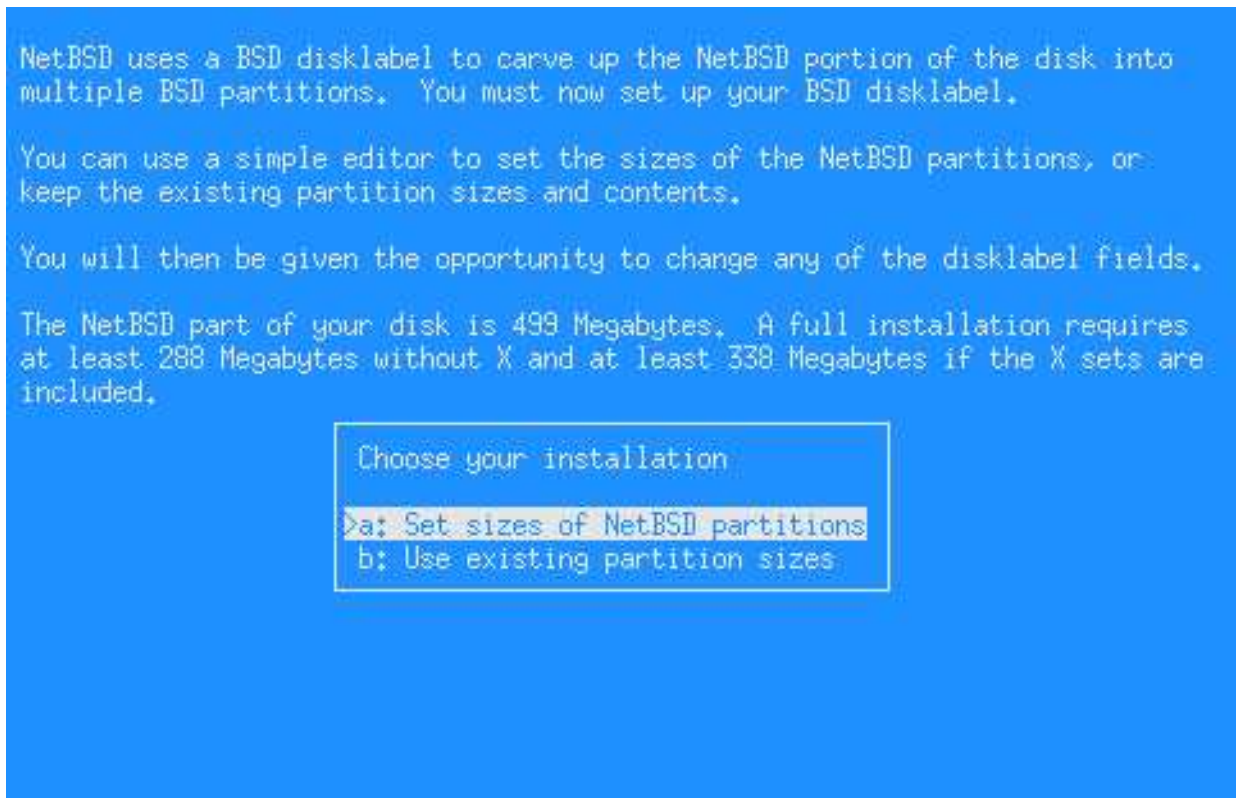 NetBSD uses a BSD disklabel to carve up the NetBSD portion of the disk into
multiple BSD partitions.  You must now set up your BSD disklabel.
You can use a simple editor to set the sizes of the NetBSD partitions, or
keep the existing partition sizes and contents.
You will then be given the opportunity to change any of the disklabel fields.
The NetBSD part of your disk is 499 Megabytes.  A full installation requires
at least 288 Megabytes without X and at least 338 Megabytes if the X sets are
included.
Choose your installation
>a: Set sizes of NetBSD partitions
b: Use existing partition sizes